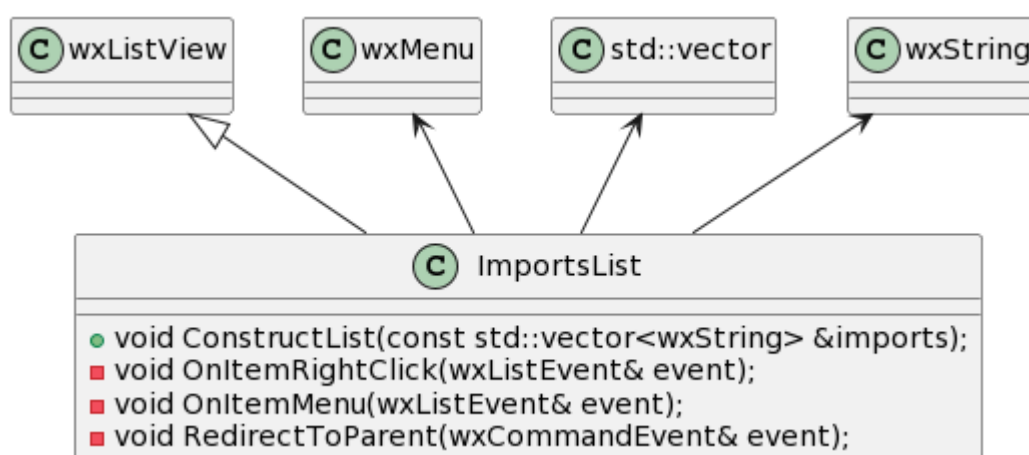 C wxListView
C wxMenu
C std::vector
C wxString
C ImportsList
void ConstructList(const std::vector<wxString> &imports);
void OnItemRightClick(wxListEvent& event);
void OnItemMenu(wxListEvent& event);
void RedirectToParent(wxCommandEvent& event);